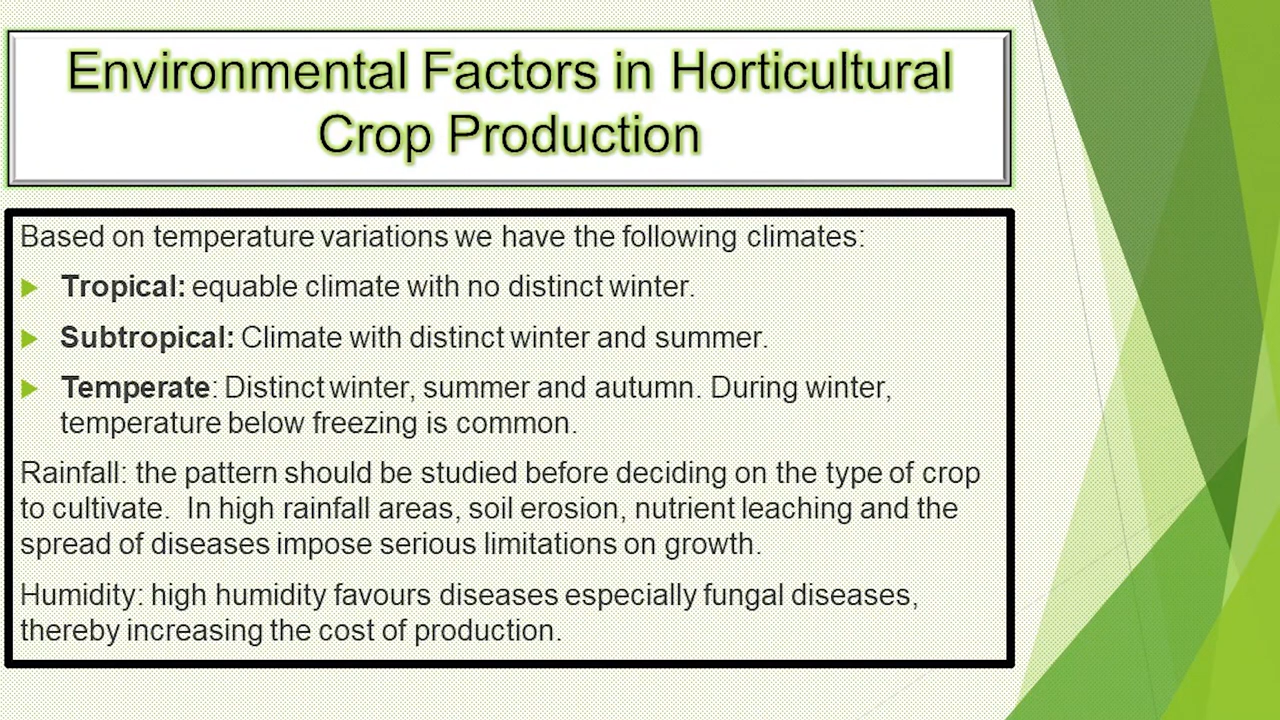 Environmental Factors in Horticultural
Crop Production
Based on temperature variations we have the following climates:
Tropical: equable climate with no distinct winter.
Subtropical: Climate with distinct winter and summer.
Temperate: Distinct winter, summer and autumn. During winter,
temperature below freezing is common.
Rainfall: the pattern should be studied before deciding on the type of crop
to cultivate.  In high rainfall areas, soil erosion, nutrient leaching and the
spread of diseases impose serious limitations on growth.
Humidity: high humidity favours diseases especially fungal diseases,
thereby increasing the cost of production.